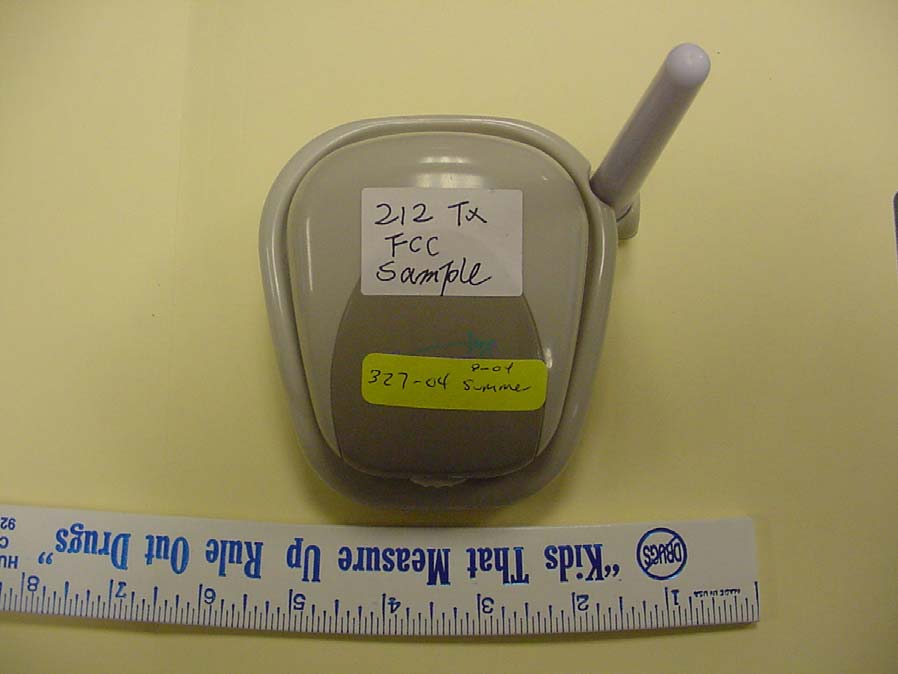 212 Tx
FCC
Sample
8-04
327-04 Summer
"Kids That Measure Up Rule Out Drugs"
DRUGS
MADE IN USA
1 2 3 4 5 6 7 8
92